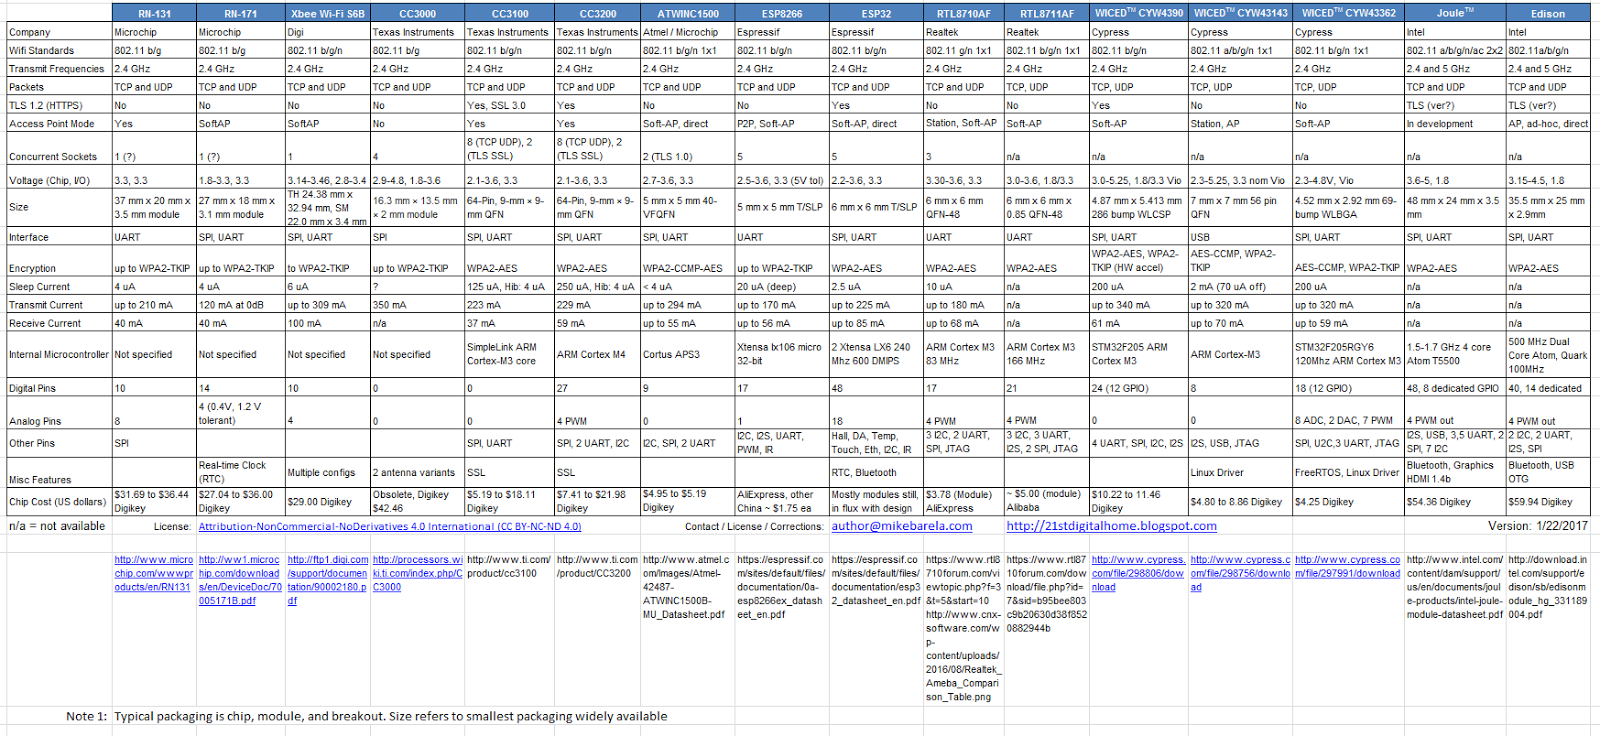 RN-131 RN-171 Xbee Wi-Fi S6B CC3000 CC3100 CC3200 ATWINC1500 ESP8266 ESP32 RTL8710AF RTL8711AF WICED™ CYW4390 WICED™ CYW43143 WICED™ CYW43362 Joule™ Edison
Company Microchip Microchip Digi Texas Instruments Texas Instruments Texas Instruments Atmel / Microchip Espressif Espressif Realtek Realtek Cypress Cypress Cypress Intel Intel
Wifi Standards 802.11 b/g 802.11 b/g/n 802.11 b/g/n 802.11 b/g 802.11 b/g/n 802.11 b/g/n 802.11 b/g/n 1x1 802.11 b/g/n 802.11 b/g/n 802.11 g/n 1x1 802.11 b/g/n 1x1 802.11 b/g/n 802.11 a/b/g/n 1x1 802.11 b/g/n 1x1 802.11 a/b/g/n/ac 2x2 802.11a/b/g/n
Transmit Frequencies 2.4 GHz 2.4 GHz 2.4 GHz 2.4 GHz 2.4 GHz 2.4 GHz 2.4 GHz 2.4 GHz 2.4 GHz 2.4 GHz 2.4 GHz 2.4 GHz 2.4 GHz 2.4 GHz 2.4 and 5 GHz 2.4 and 5 GHz
Packets TCP and UDP TCP and UDP TCP and UDP TCP and UDP TCP and UDP TCP and UDP TCP and UDP TCP and UDP TCP and UDP TCP and UDP TCP and UDP TCP, UDP TCP, UDP TCP, UDP TCP and UDP TCP and UDP
TLS 1.2 (HTTPS) No No No No Yes, SSL 3.0 Yes No No Yes No No Yes No No TLS (ver?) TLS (ver?)
Access Point Mode Yes SoftAP SoftAP No Yes Yes Soft-AP, direct P2P, Soft-AP Soft-AP, direct Station, Soft-AP Soft-AP Soft-AP Station, AP Soft-AP In development AP, ad-hoc, direct
8 (TCP UDP), 2 8 (TCP UDP), 2
Concurrent Sockets 1 (?) 1 (?) 1 4 (TLS SSL) (TLS SSL) 2 (TLS 1.0) 5 5 3 n/a n/a n/a n/a n/a n/a
Voltage (Chip, I/O) 3.3, 3.3 1.8-3.3, 3.3 3.14-3.46, 2.8-3.4 2.9-4.8, 1.8-3.6 2.1-3.6, 3.3 2.1-3.6, 3.3 2.7-3.6, 3.3 2.5-3.6, 3.3 (5V tol) 2.2-3.6, 3.3 3.30-3.6, 3.3 3.0-3.6, 1.8/3.3 3.0-5.25, 1.8/3.3 Vio 2.3-5.25, 3.3 nom Vio 2.3-4.8V, Vio 3.6-5, 1.8 3.15-4.5, 1.8
TH 24.38 mm x
Size 37 mm x 20 mm x 27 mm x 18 mm x 32.94 mm, SM 16.3 mm × 13.5 mm 64-Pin, 9-mm × 9- 64-Pin, 9-mm × 9- 5 mm x 5 mm 40- 5 mm x 5 mm T/SLP 6 mm x 6 mm T/SLP 6 mm x 6 mm 6 mm x 6 mm 4.87 mm x 5.413 mm 7 mm x 7 mm 56 pin 4.52 mm x 2.92 mm 69- 48 mm x 24 mm x 3.5 35.5 mm x 25 mm
3.5 mm module 3.1 mm module 22.0 mm x 3.4 mm × 2 mm module mm QFN mm QFN VFQFN QFN-48 0.85 QFN-48 286 bump WLCSP QFN bump WLBGA mm x 2.9mm
Interface UART SPI, UART SPI, UART SPI SPI, UART SPI, UART SPI, UART UART SPI, UART UART UART SPI, UART USB SPI, UART SPI, UART SPI, UART
WPA2-AES, WPA2- AES-CCMP, WPA2-
Encryption up to WPA2-TKIP up to WPA2-TKIP to WPA2-TKIP up to WPA2-TKIP WPA2-AES WPA2-AES WPA2-CCMP-AES up to WPA2-TKIP WPA2-AES WPA2-AES WPA2-AES TKIP (HW accel) TKIP AES-CCMP, WPA2-TKIP WPA2-AES WPA2-AES
Sleep Current 4 uA 4 uA 6 uA ? 125 uA, Hib: 4 uA 250 uA, Hib: 4 uA < 4 uA 20 uA (deep) 2.5 uA 10 uA n/a 200 uA 2 mA (70 uA off) 200 uA n/a n/a
Transmit Current up to 210 mA 120 mA at 0dB up to 309 mA 350 mA 223 mA 229 mA up to 294 mA up to 170 mA up to 225 mA up to 180 mA n/a up to 340 mA up to 320 mA up to 320 mA n/a n/a
Receive Current 40 mA 40 mA 100 mA n/a 37 mA 59 mA up to 55 mA up to 56 mA up to 85 mA up to 68 mA n/a 61 mA up to 70 mA up to 59 mA n/a n/a
Internal Microcontroller Not specified Not specified Not specified Not specified SimpleLink ARM Cortex-M3 core ARM Cortex M4 Cortus APS3 Xtensa lx106 micro 32-bit 2 Xtensa LX6 240 Mhz 600 DMIPS ARM Cortex M3 83 MHz ARM Cortex M3 166 MHz STM32F205 ARM Cortex M3 ARM Cortex-M3 STM32F205RGY6 120Mhz ARM Cortex M3 1.5-1.7 GHz 4 core Atom T5500 500 MHz Dual Core Atom, Quark 100MHz
Digital Pins 10 14 10 0 0 27 9 17 48 17 21 24 (12 GPIO) 8 18 (12 GPIO) 48, 8 dedicated GPIO 40, 14 dedicated
Analog Pins 8 4 (0.4V, 1.2 V tolerant) 4 0 0 4 PWM 0 1 18 4 PWM 4 PWM 0 0 8 ADC, 2 DAC, 7 PWM 4 PWM out 4 PWM out
Other Pins SPI SPI, UART SPI, 2 UART, I2C I2C, SPI, 2 UART I2C, I2S, UART, PWM, IR Hall, DA, Temp, Touch, Eth, I2C, IR 3 I2C, 2 UART, SPI, JTAG 3 I2C, 3 UART, I2S, 2 SPI, JTAG 4 UART, SPI, I2C, I2S I2S, USB, JTAG SPI, U2C,3 UART, JTAG I2S, USB, 3,5 UART, 2 SPI, 7 I2C 2 I2C, 2 UART, I2S, SPI
Misc Features Real-time Clock (RTC) Multiple configs 2 antenna variants SSL SSL RTC, Bluetooth Linux Driver FreeRTOS, Linux Driver Bluetooth, Graphics HDMI 1.4b Bluetooth, USB OTG
Chip Cost (US dollars) $31.69 to $36.44 Digikey $27.04 to $36.00 Digikey $29.00 Digikey Obsolete, Digikey $42.46 $5.19 to $18.11 Digikey $7.41 to $21.98 Digikey $4.95 to $5.19 Digikey AliExpress, other China ~ $1.75 ea Mostly modules still, in flux with design $3.78 (Module) AliExpress ~ $5.00 (module) Alibaba $10.22 to 11.46 Digikey $4.80 to 8.86 Digikey $4.25 Digikey $54.36 Digikey $59.94 Digikey
n/a = not available License: Attribution-NonCommercial-NoDerivatives 4.0 International (CC BY-NC-ND 4.0) Contact / License / Corrections: author@mikebarela.com http://21stdigitalhome.blogspot.com Version: 1/22/2017
http://www.microchip.com/wwwproducts/en/RN131
http://ww1.microchip.com/downloads/en/DeviceDoc/70005171B.pdf
http://ftp1.digi.com/support/documentation/90002180.pdf
http://processors.wiki.ti.com/index.php/CC3000
http://www.ti.com/product/cc3100
http://www.ti.com/product/CC3200
http://www.atmel.com/Images/Atmel-42487-ATWINC1500B-MU_Datasheet.pdf
https://espressif.com/sites/default/files/documentation/0a-esp8266ex_datasheet_en.pdf
https://espressif.com/sites/default/files/documentation/esp32_datasheet_en.pdf
https://www.rtl8710forum.com/viewtopic.php?f=3&t=5&start=10
http://www.cnx-software.com/wp-content/uploads/2016/08/Realtek_Ameba_Comparison_Table.png
https://www.rtl8710forum.com/download/file.php?id=7&sid=b95bee803c9b20630d38f8520882944b
http://www.cypress.com/file/298806/download
http://www.cypress.com/file/298756/download
http://www.cypress.com/file/297991/download
http://www.intel.com/content/dam/support/us/en/documents/joule-products/intel-joule-module-datasheet.pdf
http://download.intel.com/support/edison/sb/edisonmodule_hg_331189004.pdf
Note 1: Typical packaging is chip, module, and breakout. Size refers to smallest packaging widely available